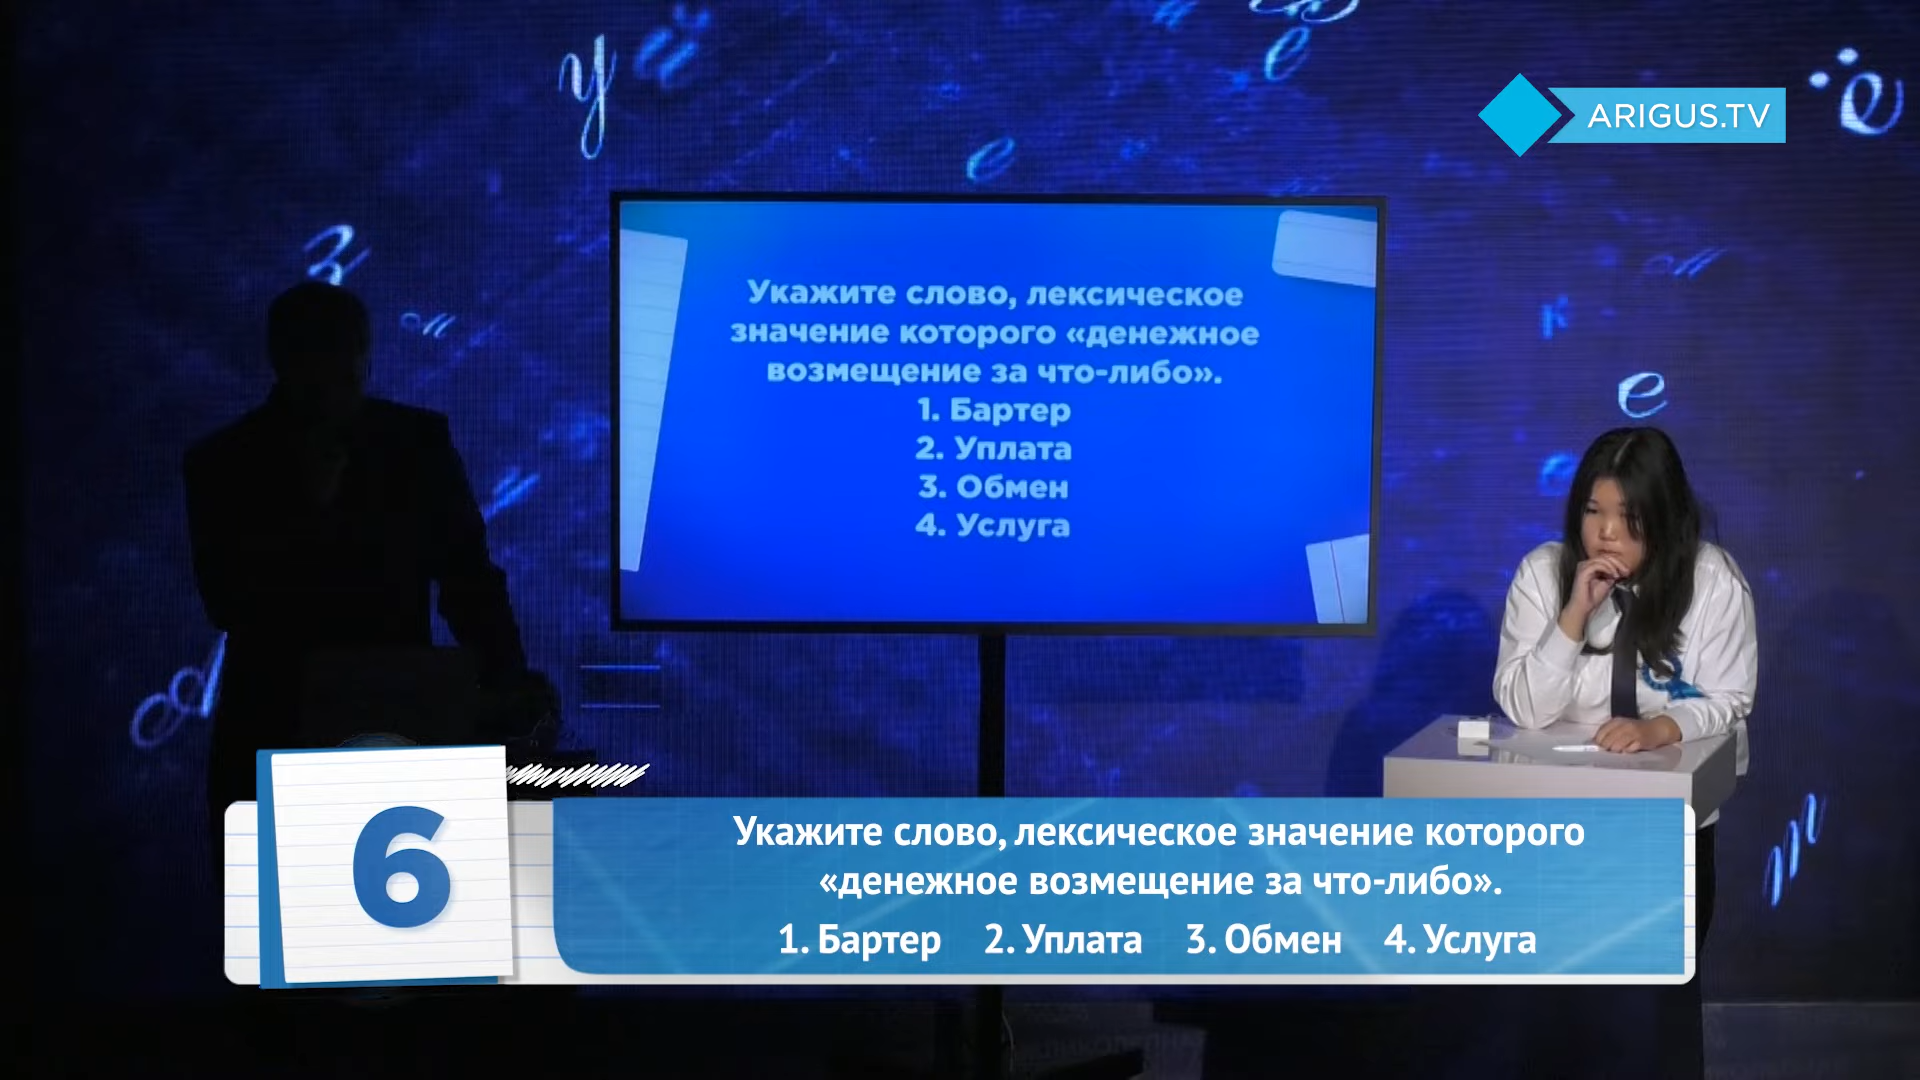 ARIGUS.TV
Укажите слово, лексическое
значение которого «денежное
возмещение за что-либо».
1. Бартер
2. Уплата
3. Обмен
4. Услуга
6
Укажите слово, лексическое значение которого
«денежное возмещение за что-либо».
1. Бартер 2. Уплата 3. Обмен 4. Услуга